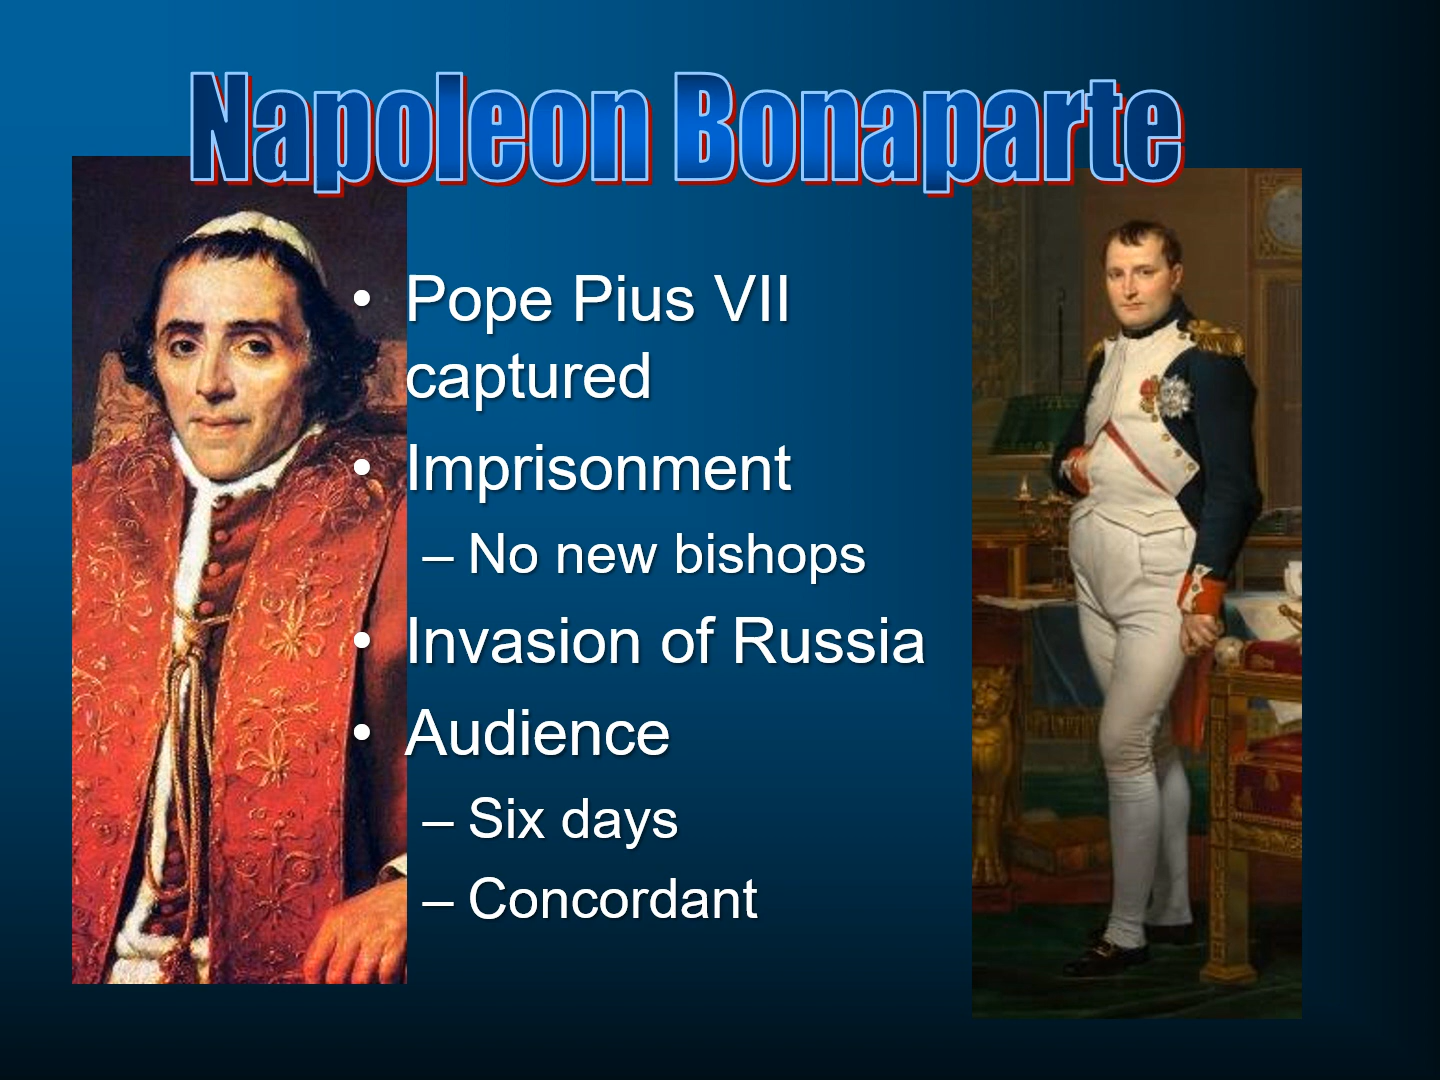 Napoleon Bonaparte
• Pope Pius VII
captured
• Imprisonment
– No new bishops
• Invasion of Russia
• Audience
– Six days
– Concordant